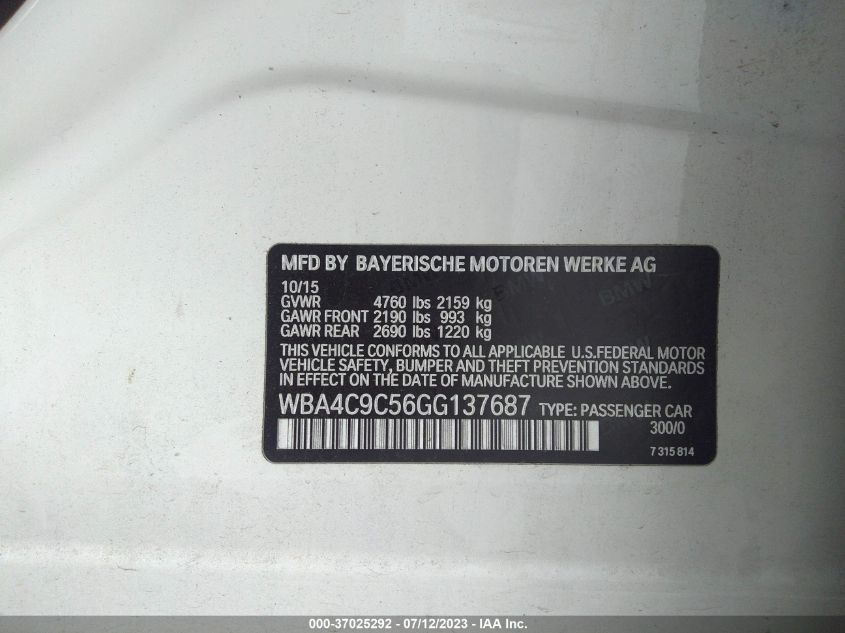 MFD BY BAYERISCHE MOTOREN WERKE AG
10/15
GVWR 4760 lbs 2159 kg
GAWR FRONT 2190 lbs 993 kg
GAWR REAR 2690 lbs 1220 kg
THIS VEHICLE CONFORMS TO ALL APPLICABLE U.S.FEDERAL MOTOR
VEHICLE SAFETY, BUMPER AND THEFT PREVENTION STANDARDS
IN EFFECT ON THE DATE OF MANUFACTURE SHOWN ABOVE.
WBA4C9C56GG137687 TYPE: PASSENGER CAR
300/0
7 315 814
000-37025292 - 07/12/2023 - IAA Inc.